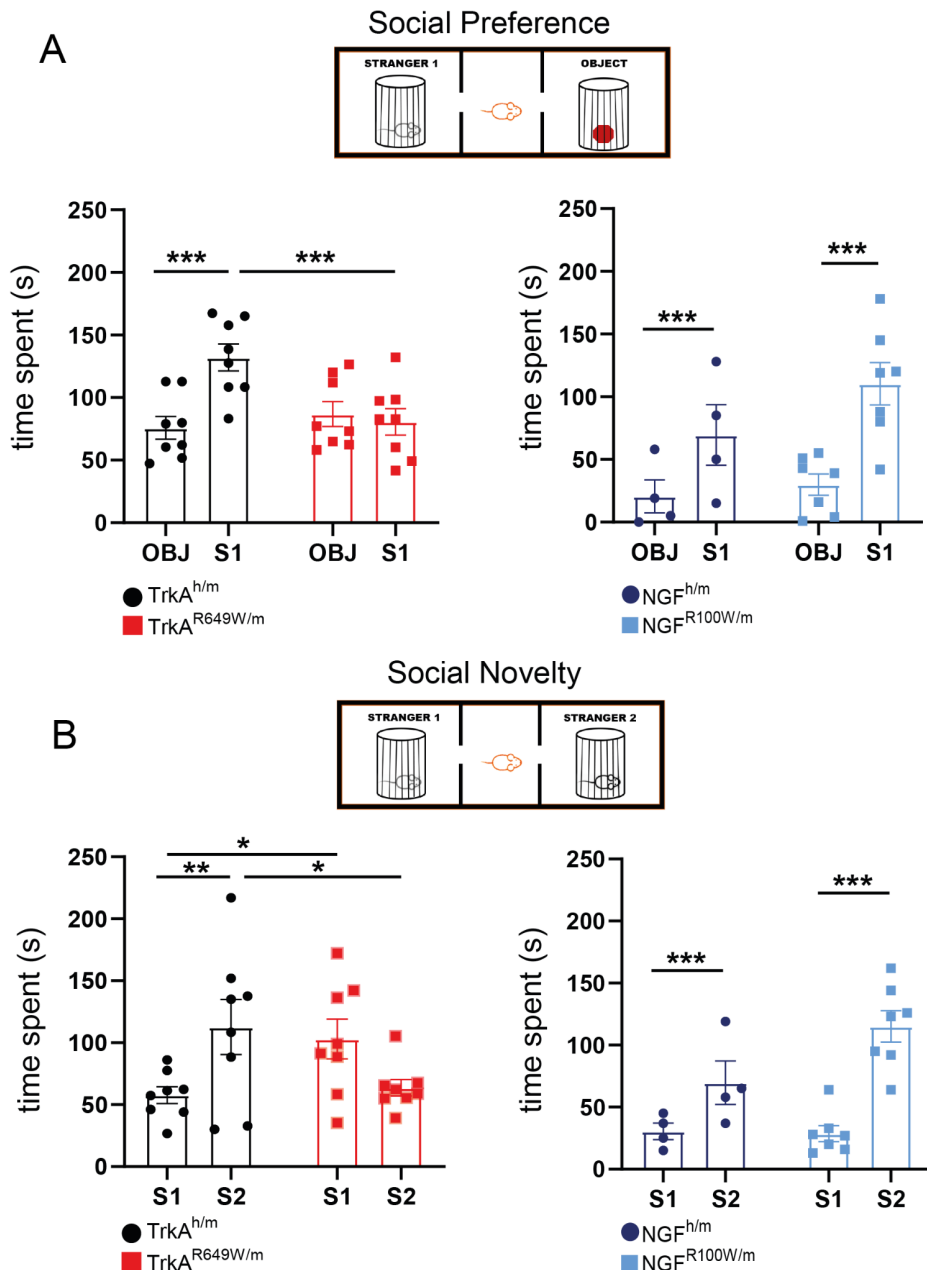 Social Preference
A
STRANGER 1
OBJECT
250
200
150
100
50
0
time spent (s)
***
***
OBJ S1 OBJ S1
TrkA^h/m
TrkA^R649W/m
250
200
150
100
50
0
time spent (s)
***
***
OBJ S1 OBJ S1
NGF^h/m
NGF^R100W/m
Social Novelty
B
STRANGER 1
STRANGER 2
250
200
150
100
50
0
time spent (s)
*
**
*
S1 S2 S1 S2
TrkA^h/m
TrkA^R649W/m
250
200
150
100
50
0
time spent (s)
***
***
S1 S2 S1 S2
NGF^h/m
NGF^R100W/m